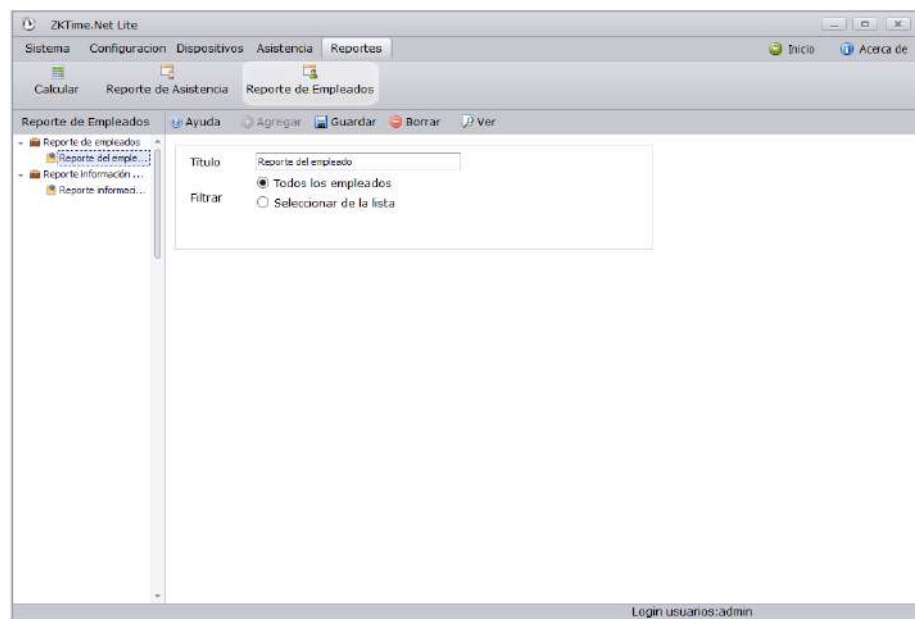 ZKTime.Net Lite
Sistema Configuracion Dispositivos Asistencia Reportes Inicio Acerca de
Calcular Reporte de Asistencia Reporte de Empleados
Reporte de Empleados Ayuda Agregar Guardar Borrar Ver
Reporte de empleados
Reporte del emple...
Reporte información ...
Reporte informaci...
Título Reporte del empleado
Todos los empleados
Filtrar
Seleccionar de la lista
Login usuarios:admin